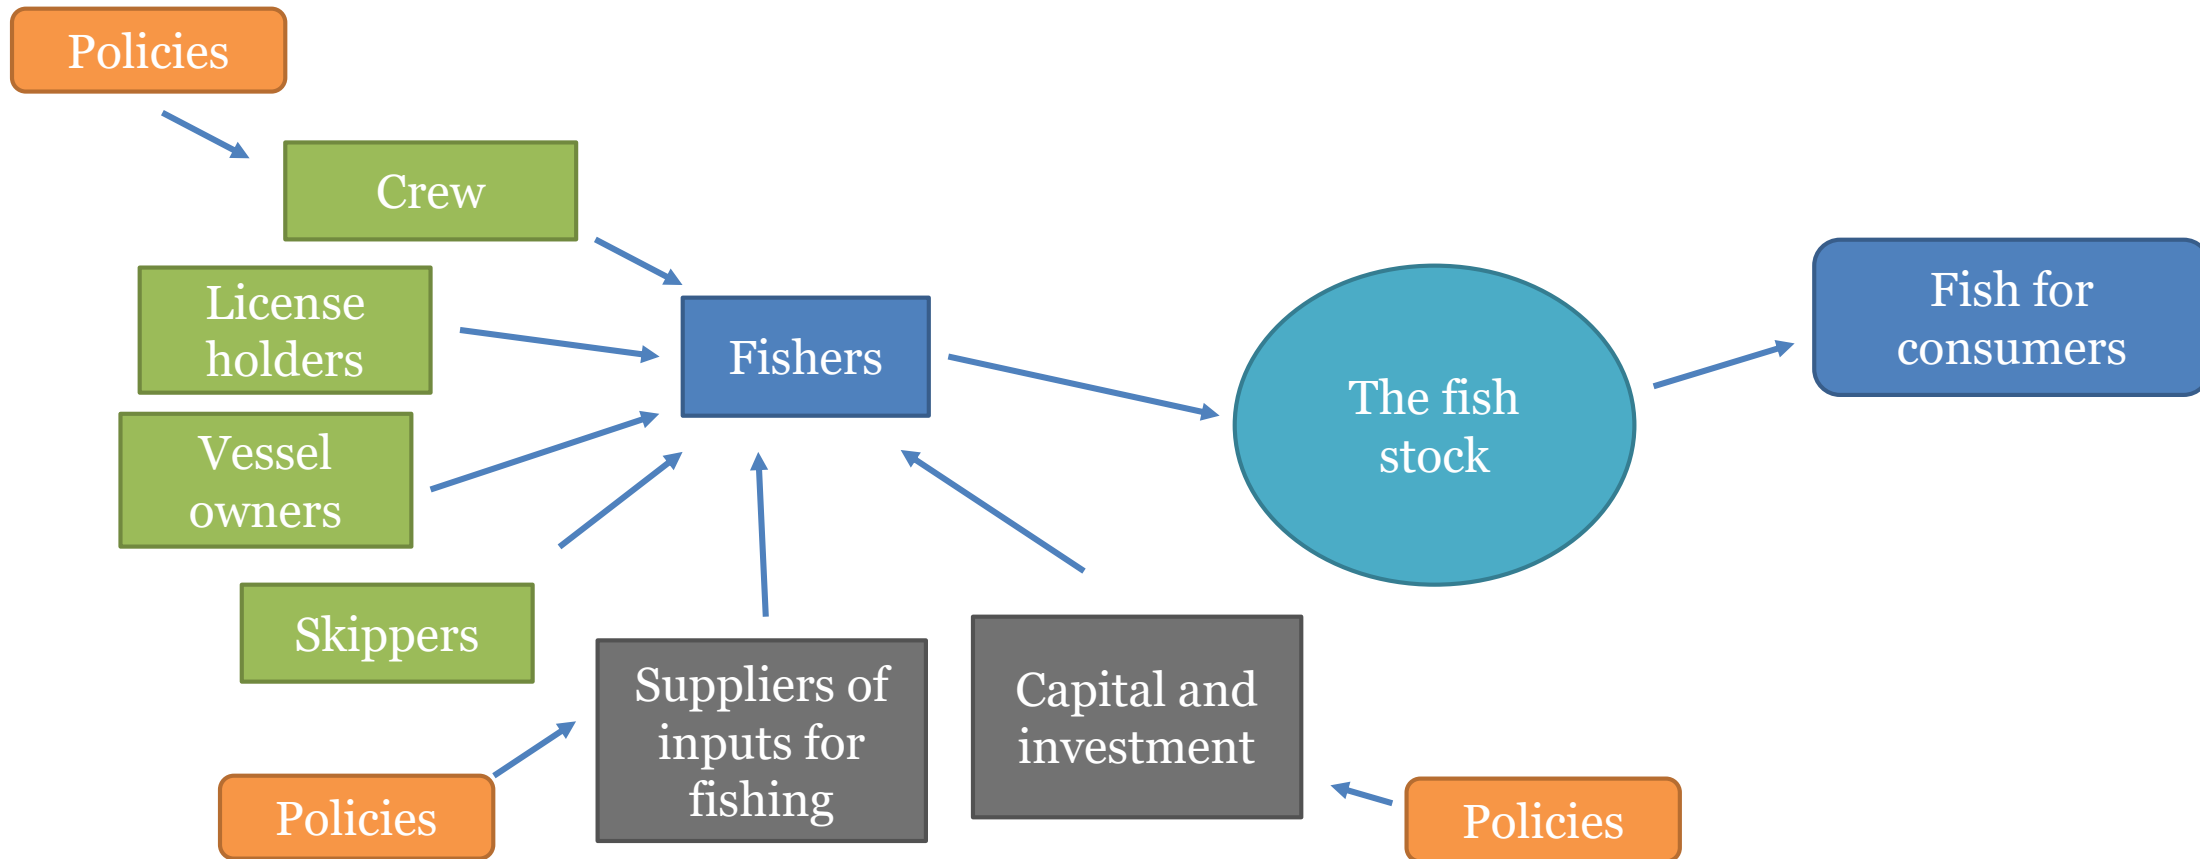 Policies
Crew
License
holders
Vessel
owners
Skippers
Fishers
The fish
stock
Fish for
consumers
Suppliers of
inputs for
fishing
Capital and
investment
Policies
Policies